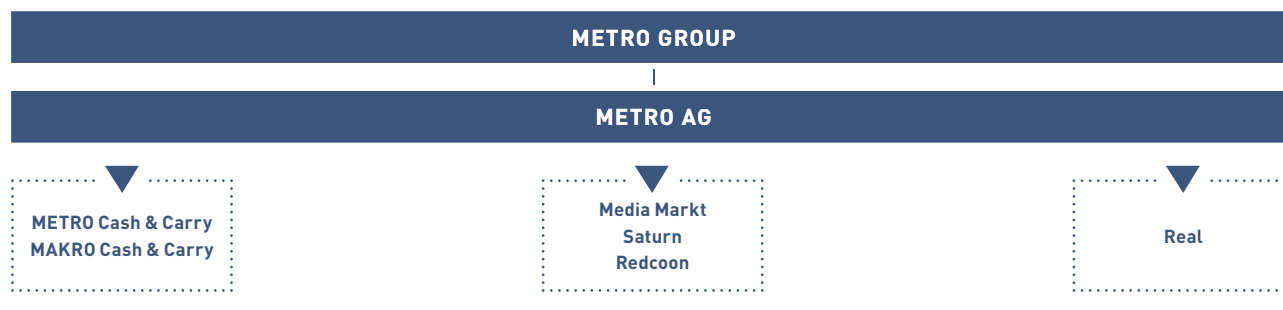 METRO GROUP
METRO AG
METRO Cash & Carry
MAKRO Cash & Carry
Media Markt
Saturn
Redcoon
Real